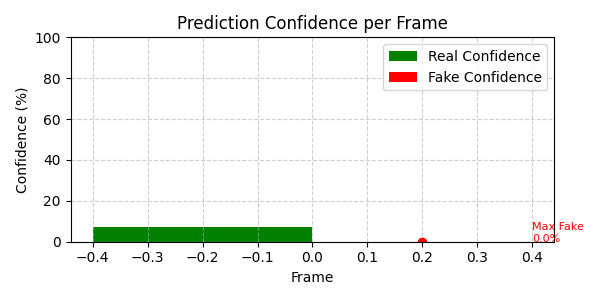 Prediction Confidence per Frame
Confidence (%)
100
80
60
40
20
0
Real Confidence
Fake Confidence
Max Fake
0.0%
−0.4 −0.3 −0.2 −0.1 0.0 0.1 0.2 0.3 0.4
Frame